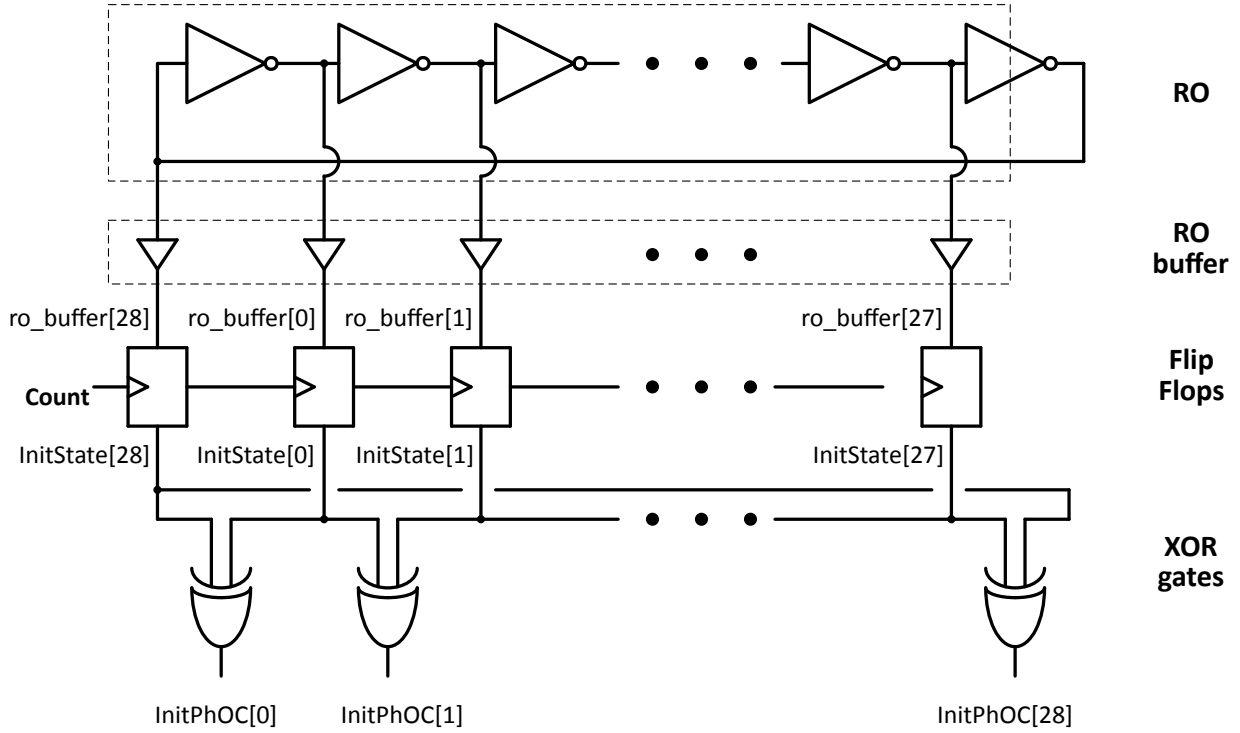 RO
RO
buffer
ro_buffer[28]
ro_buffer[0]
ro_buffer[1]
ro_buffer[27]
Flip
Flops
Count
InitState[28]
InitState[0]
InitState[1]
InitState[27]
XOR
gates
InitPhOC[0]
InitPhOC[1]
InitPhOC[28]